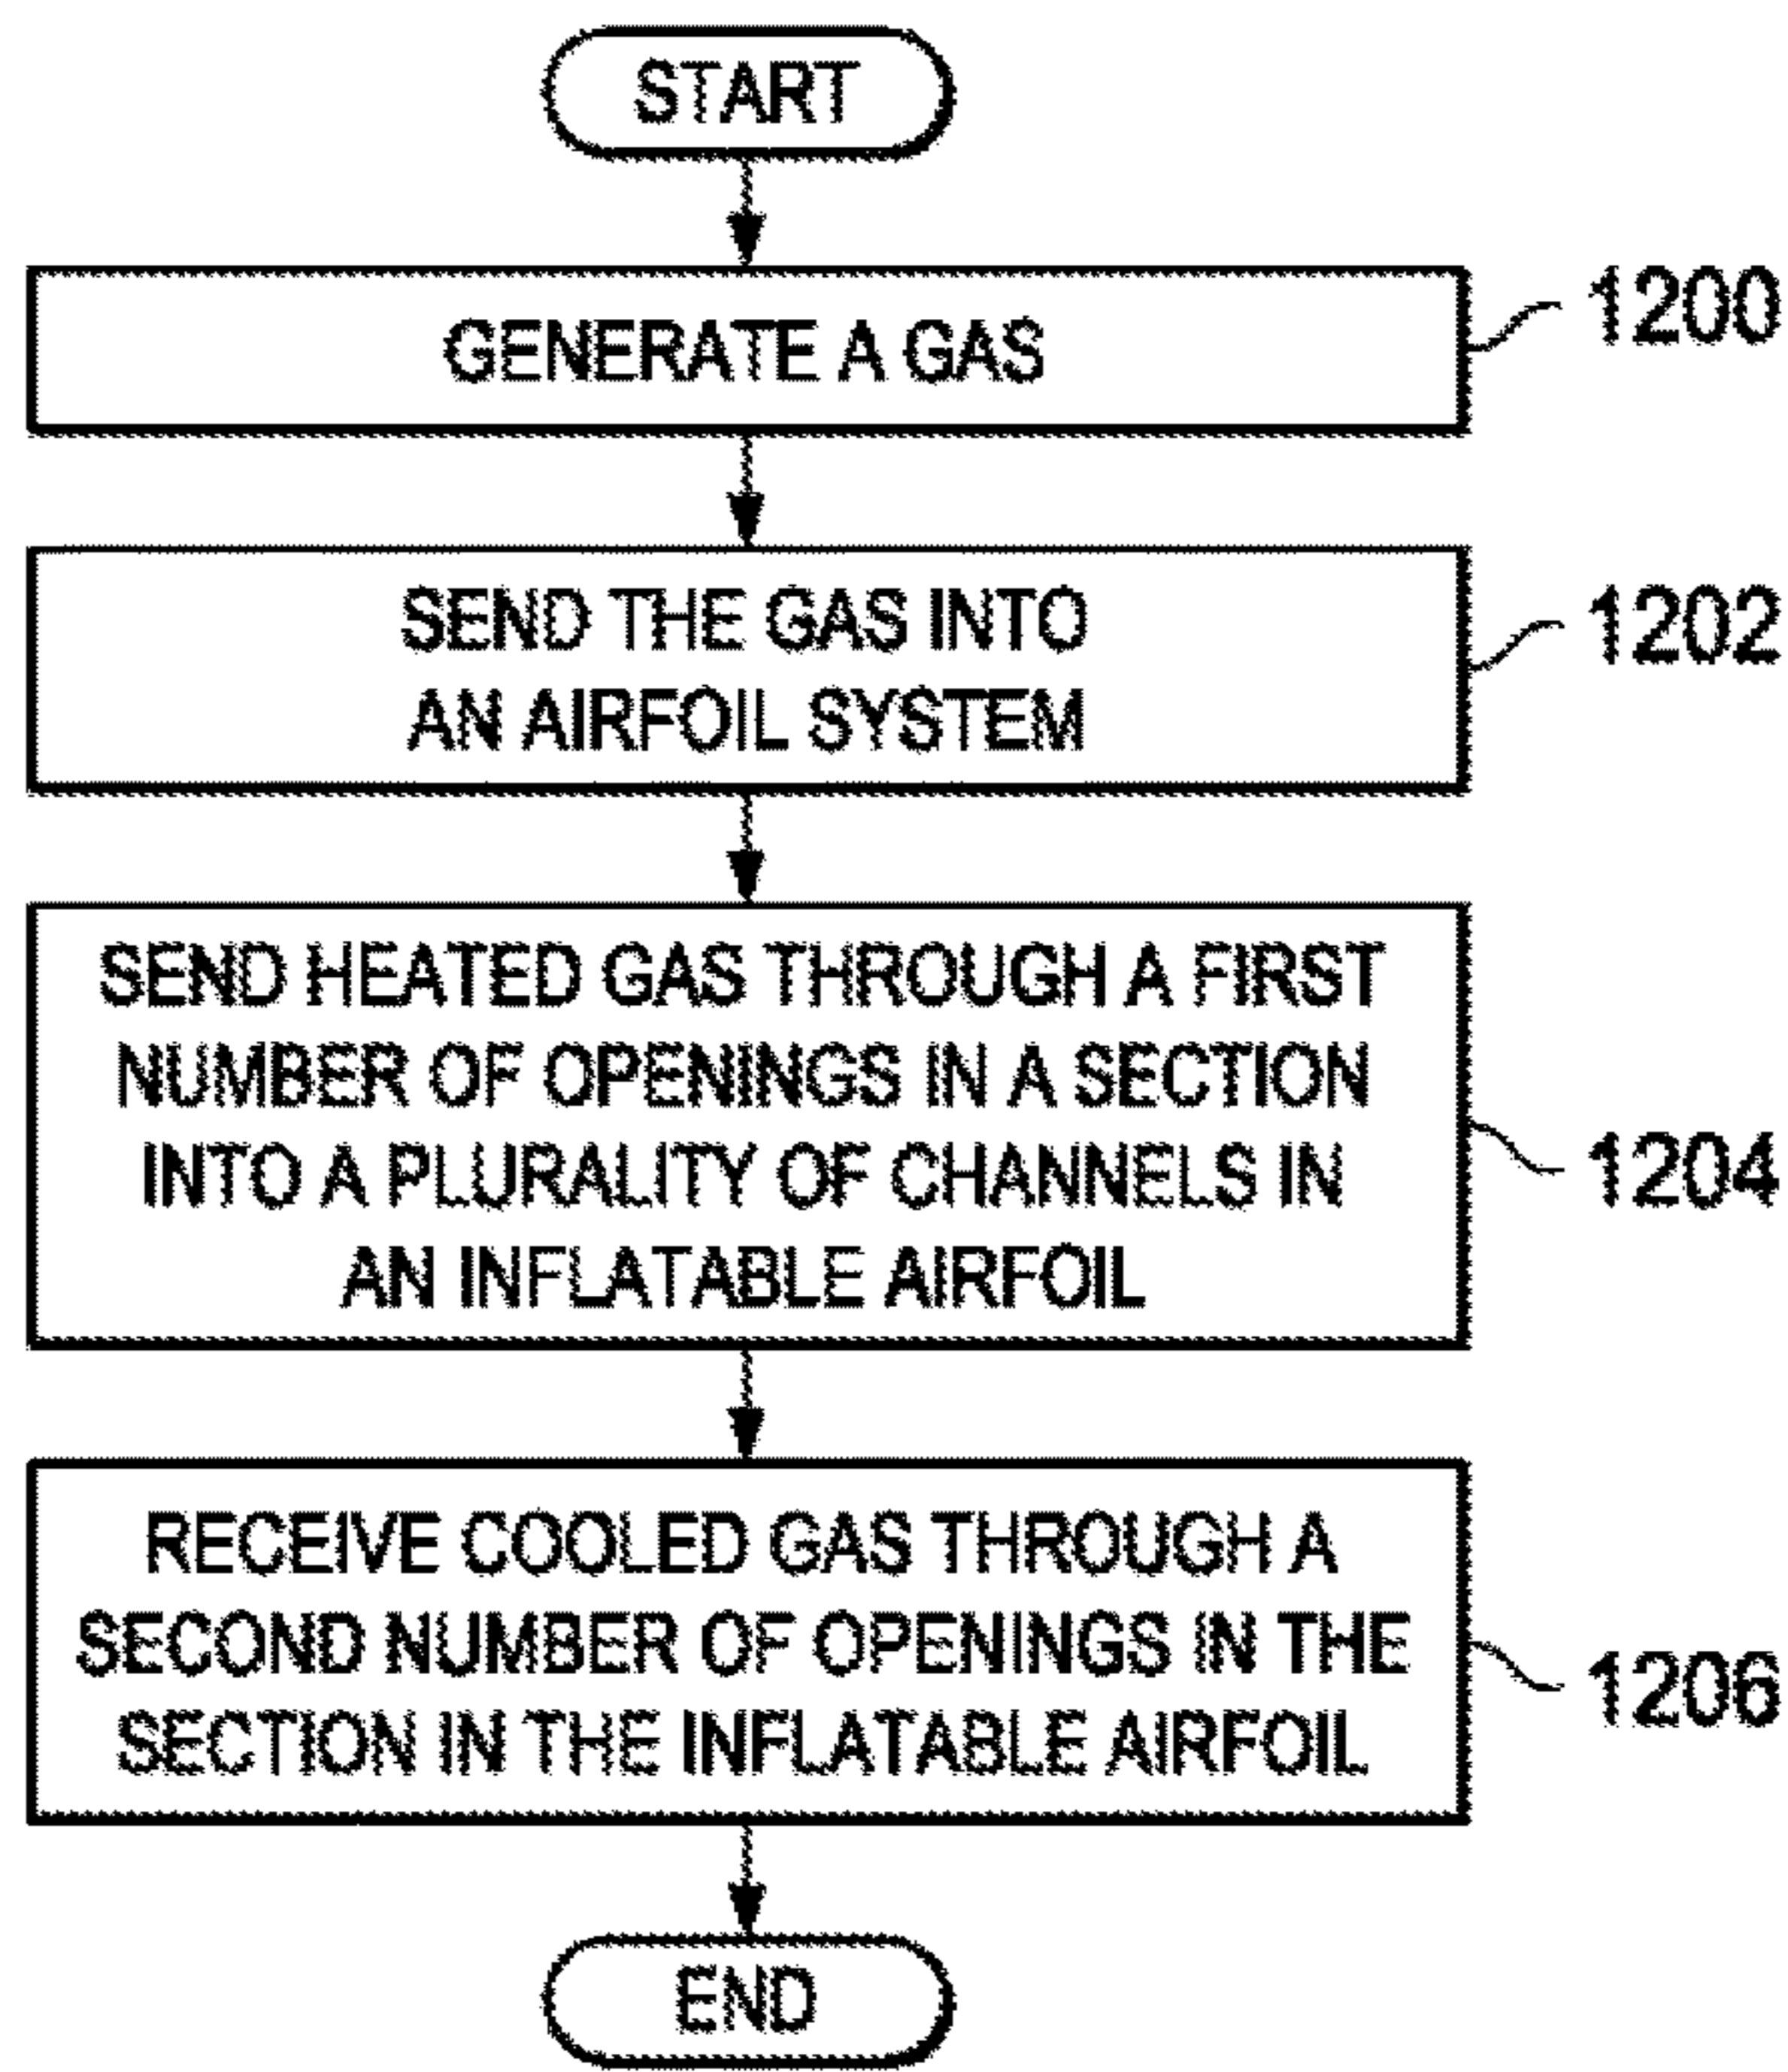 START
GENERATE A GAS
1200
SEND THE GAS INTO
AN AIRFOIL SYSTEM
1202
SEND HEATED GAS THROUGH A FIRST
NUMBER OF OPENINGS IN A SECTION
INTO A PLURALITY OF CHANNELS IN
AN INFLATABLE AIRFOIL
1204
RECEIVE COOLED GAS THROUGH A
SECOND NUMBER OF OPENINGS IN THE
SECTION IN THE INFLATABLE AIRFOIL
1206
END